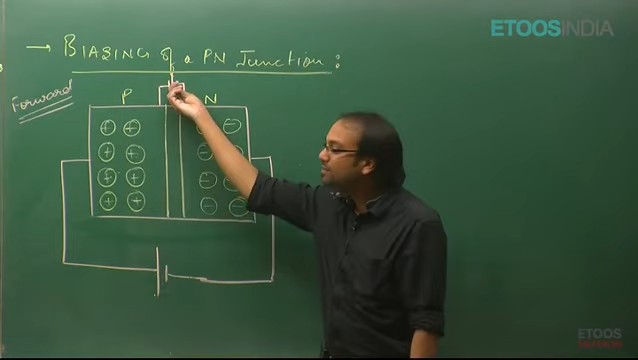 ETOOSINDIA
→ BIASING of a PN Junction :
Forward
P N
+ + - -
+ + - -
+ + - -
+ + - -
ETOOS